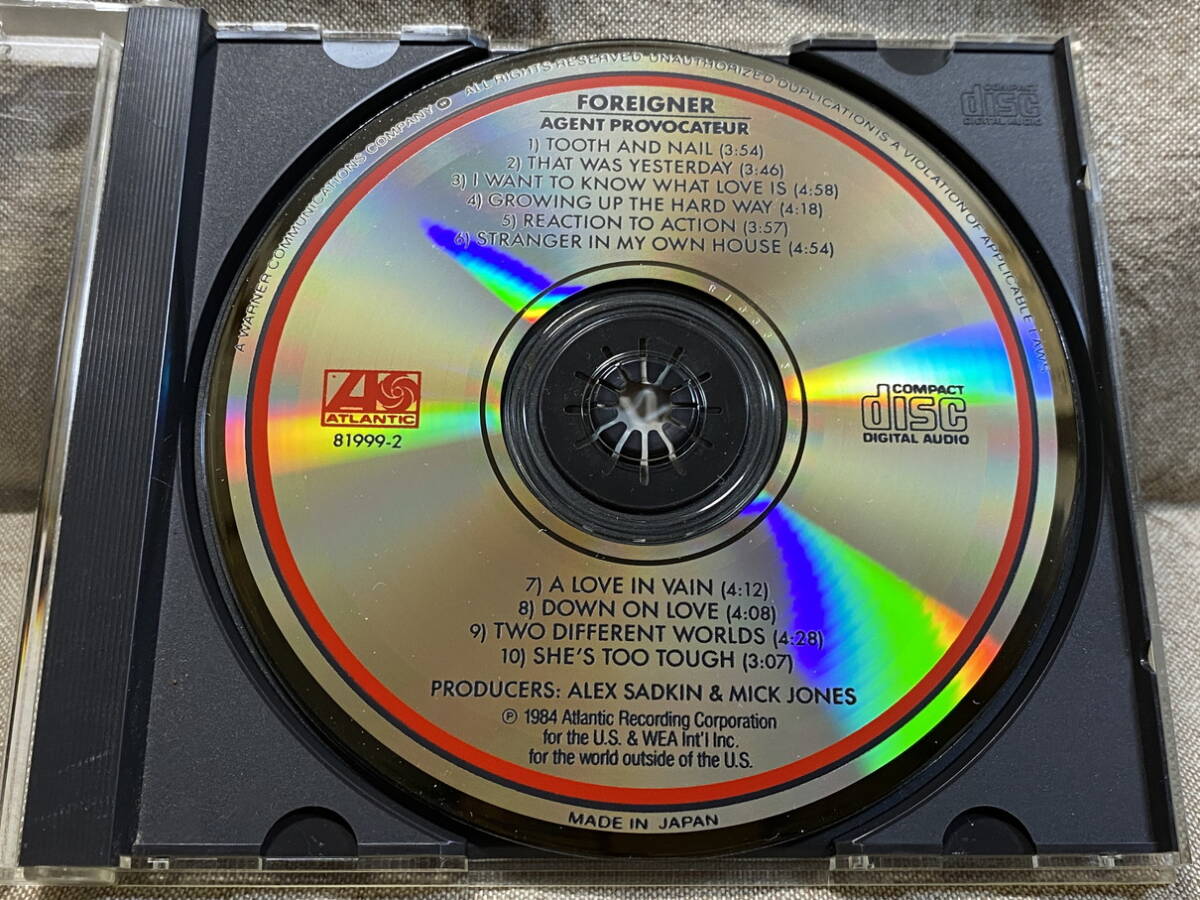 A WARNER COMMUNICATIONS COMPANY Ⓟ ALL RIGHTS RESERVED UNAUTHORIZED DUPLICATION IS A VIOLATION OF APPLICABLE LAWS
FOREIGNER
AGENT PROVOCATEUR
1) TOOTH AND NAIL (3:54)
2) THAT WAS YESTERDAY (3:46)
3) I WANT TO KNOW WHAT LOVE IS (4:58)
4) GROWING UP THE HARD WAY (4:18)
5) REACTION TO ACTION (3:57)
6) STRANGER IN MY OWN HOUSE (4:54)
COMPACT
disc
DIGITAL AUDIO
ATLANTIC
81999-2
COMPACT
disc
DIGITAL AUDIO
7) A LOVE IN VAIN (4:12)
8) DOWN ON LOVE (4:08)
9) TWO DIFFERENT WORLDS (4:28)
10) SHE'S TOO TOUGH (3:07)
PRODUCERS: ALEX SADKIN & MICK JONES
Ⓟ 1984 Atlantic Recording Corporation
for the U.S. & WEA Int'l Inc.
for the world outside of the U.S.
MADE IN JAPAN